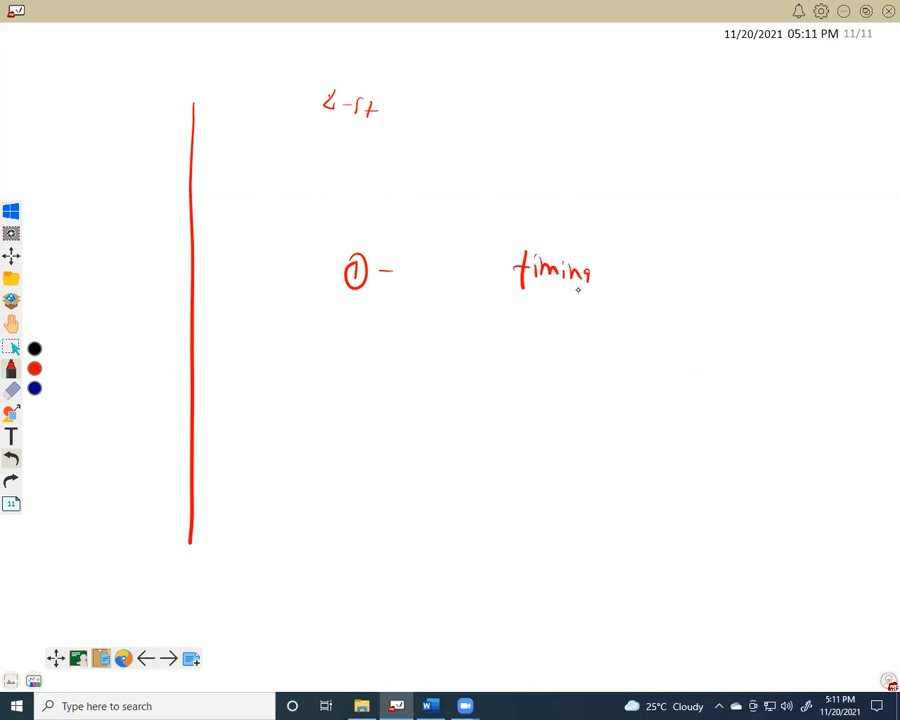 11/20/2021 05:11 PM 11/11
① - timing
T
11
Type here to search
25°C Cloudy
5:11 PM
11/20/2021